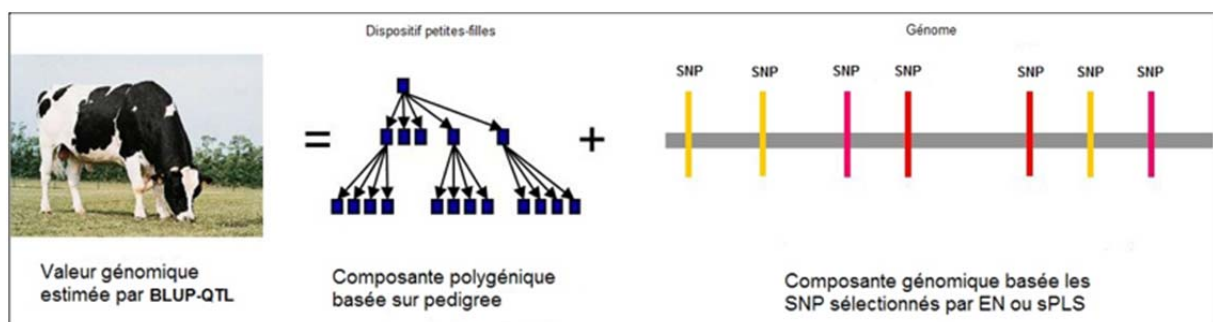 Dispositif petites-filles
Génome
SNP SNP SNP SNP SNP SNP SNP
=
+
Valeur génomique
estimée par BLUP-QTL
Composante polygénique
basée sur pedigree
Composante génomique basée les
SNP sélectionnés par EN ou sPLS